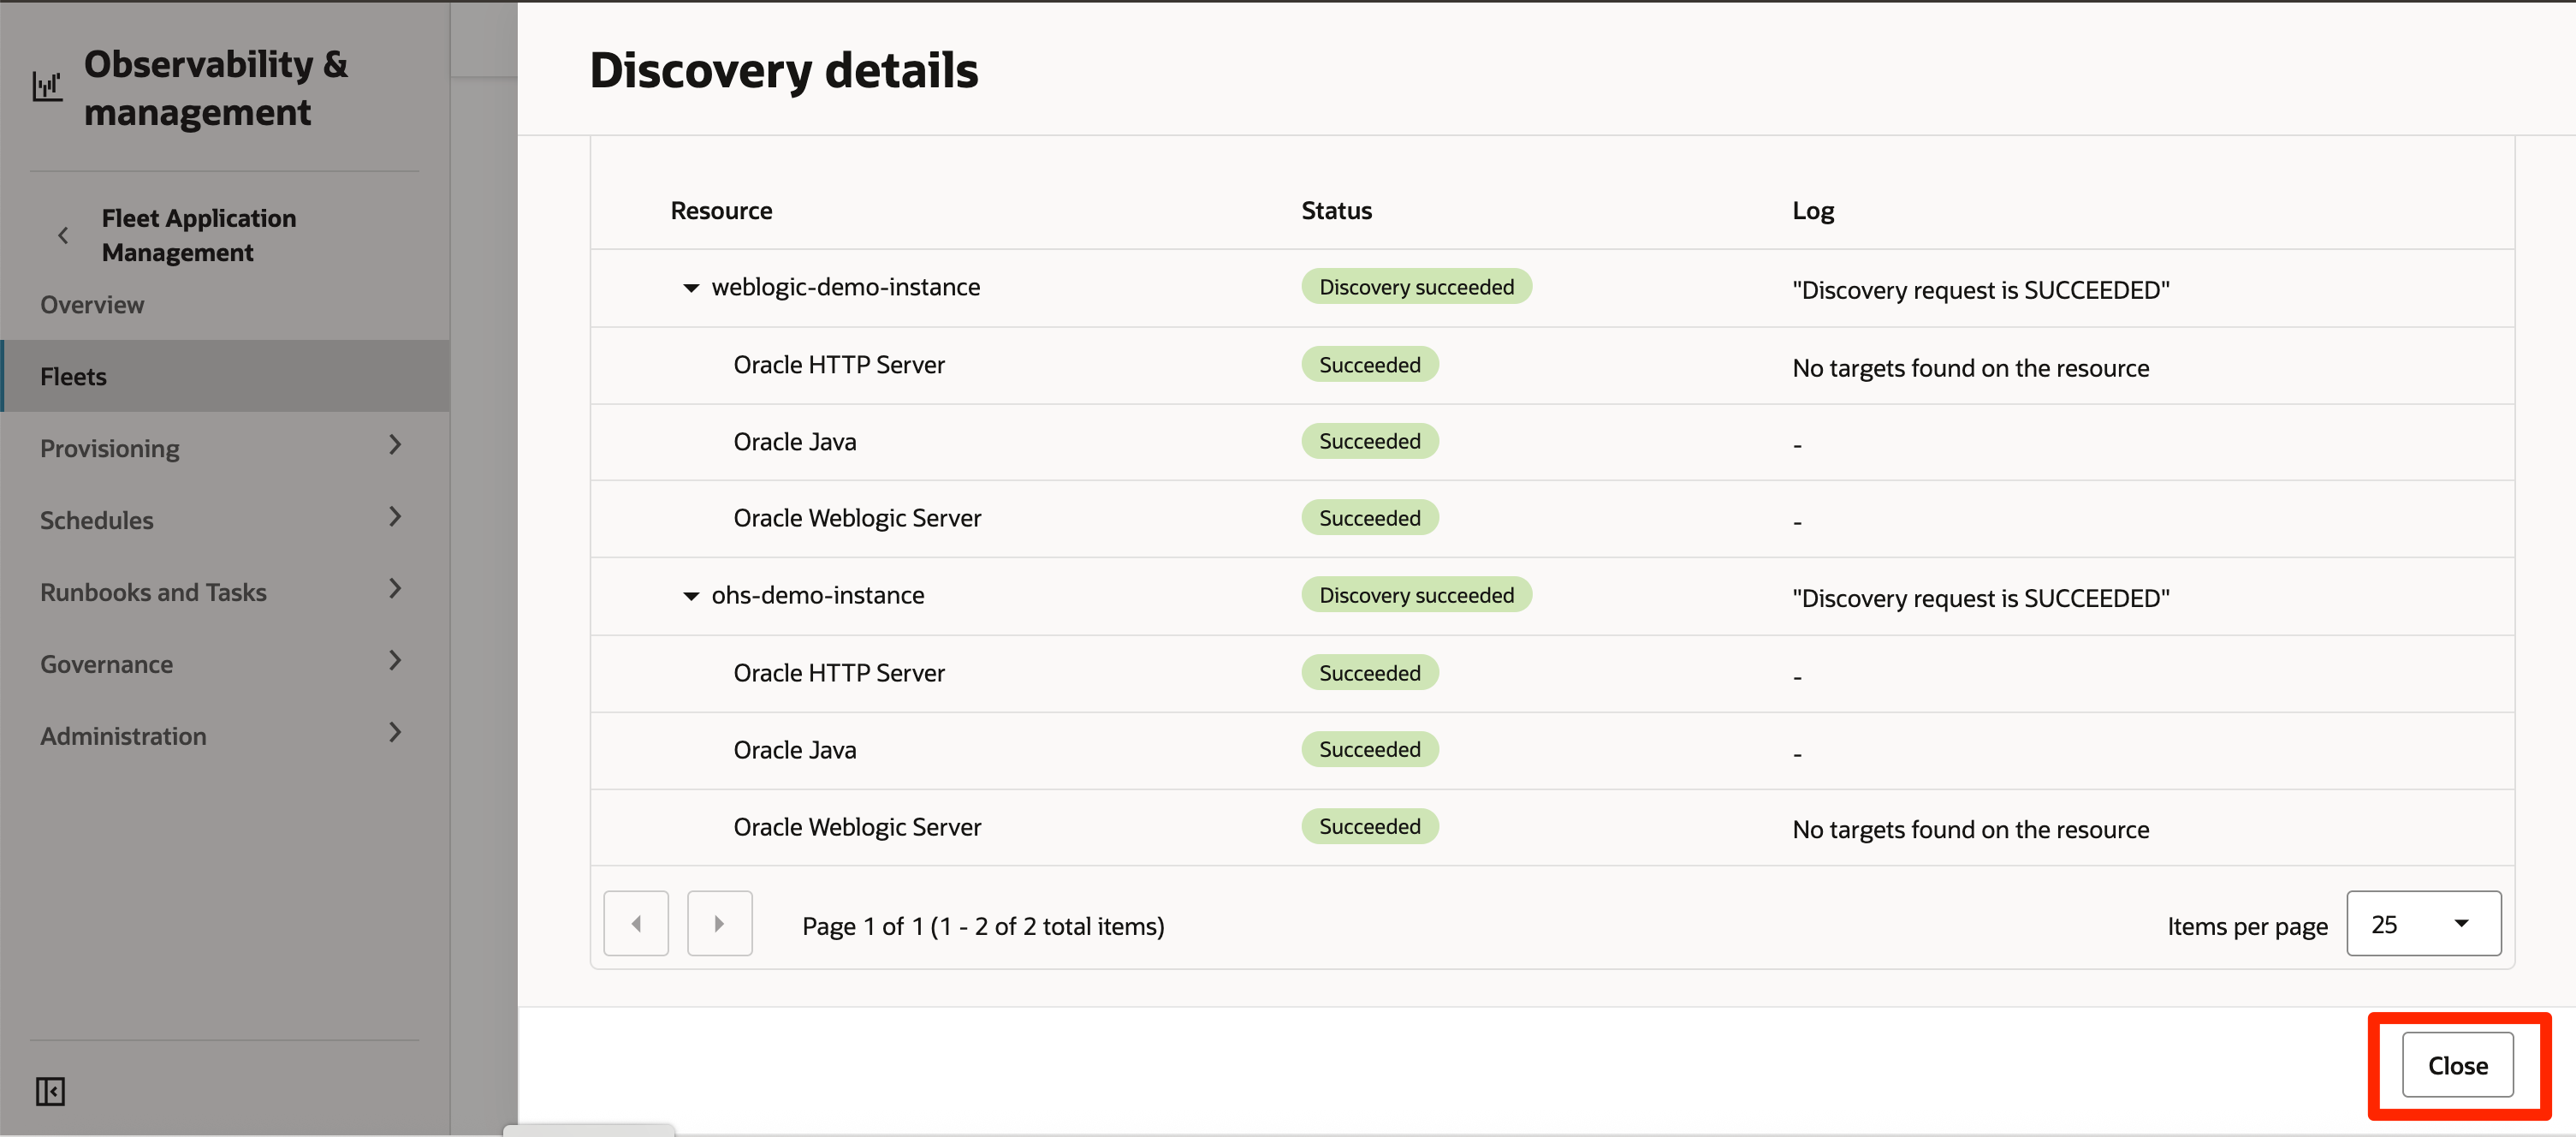 Observability &
management
Fleet Application
Management
Overview
Fleets
Provisioning
Schedules
Runbooks and Tasks
Governance
Administration
Discovery details
Resource Status Log
weblogic-demo-instance Discovery succeeded "Discovery request is SUCCEEDED"
Oracle HTTP Server Succeeded No targets found on the resource
Oracle Java Succeeded -
Oracle Weblogic Server Succeeded -
ohs-demo-instance Discovery succeeded "Discovery request is SUCCEEDED"
Oracle HTTP Server Succeeded -
Oracle Java Succeeded -
Oracle Weblogic Server Succeeded No targets found on the resource
Page 1 of 1 (1 - 2 of 2 total items) Items per page 25
Close